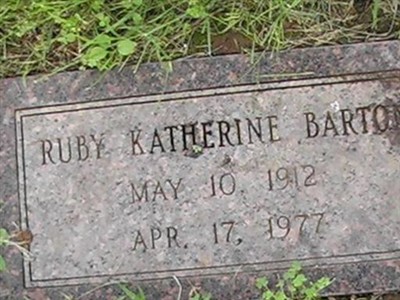 RUBY KATHERINE BARTON
MAY 10 1912
APR. 17, 1977